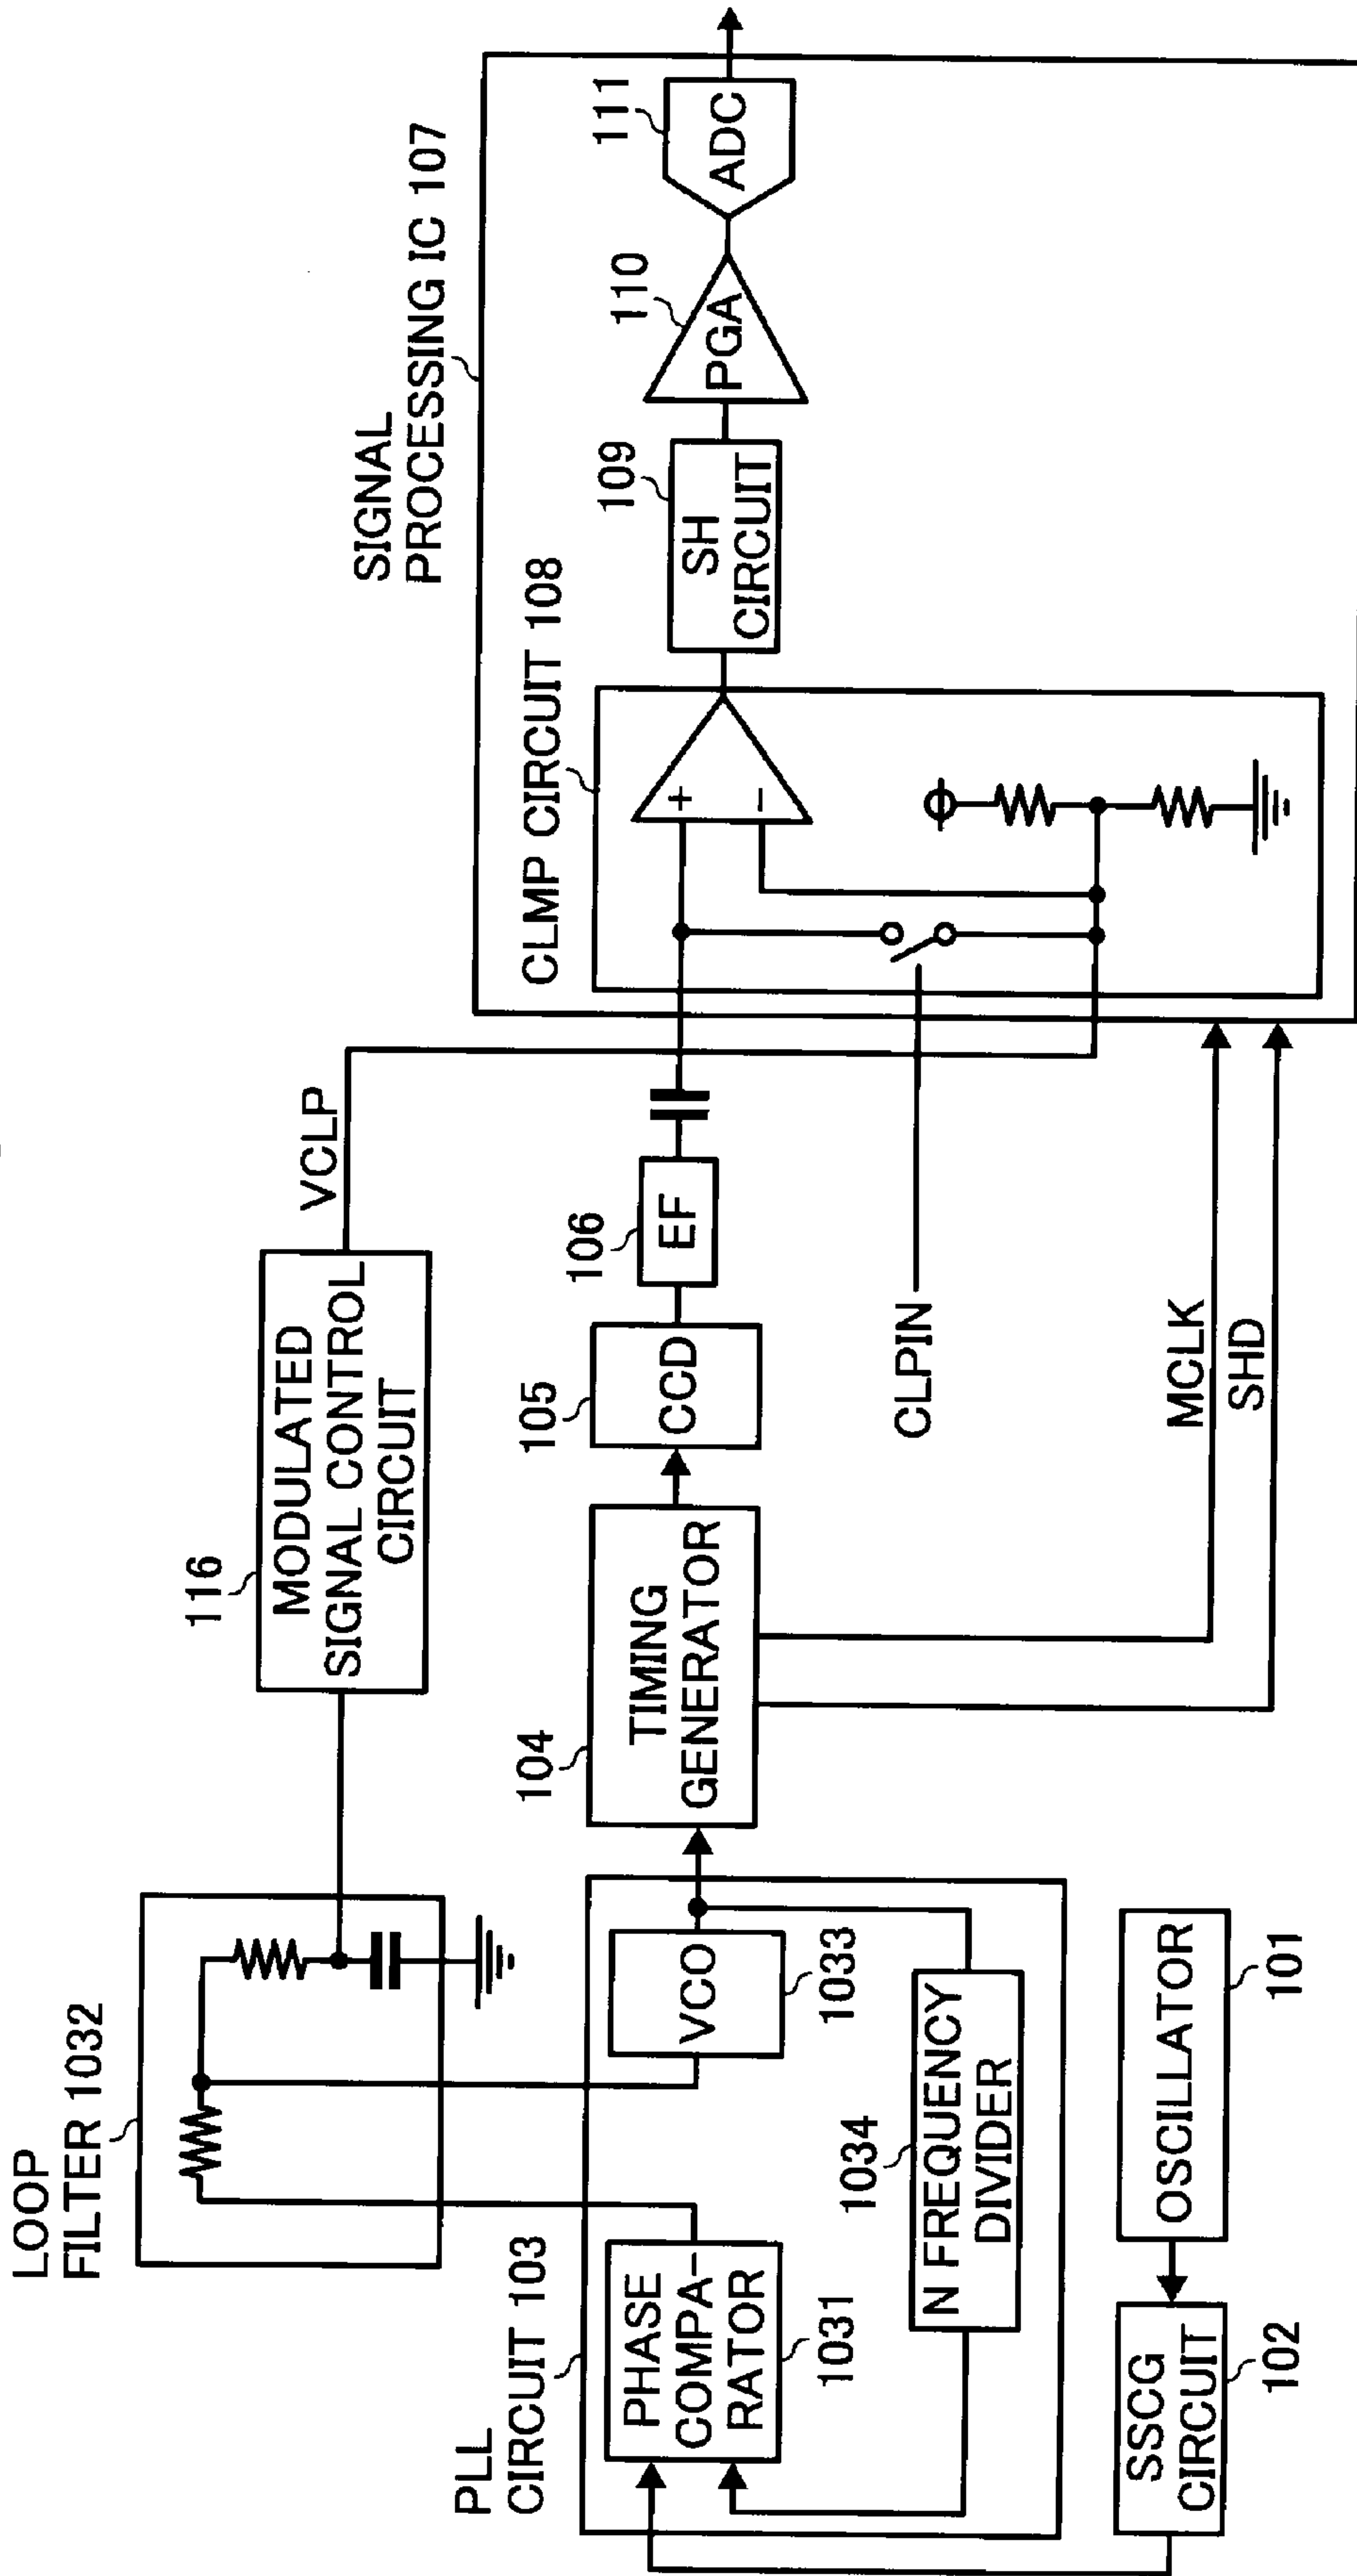 LOOP
FILTER 1032
116
MODULATED
SIGNAL CONTROL
CIRCUIT
VCLP
SIGNAL
PROCESSING IC 107
PLL
CIRCUIT 103
PHASE
COMPA-
RATOR
1031
VCO
1033
1034
N FREQUENCY
DIVIDER
104
TIMING
GENERATOR
105
CCD
106
EF
CLMP CIRCUIT 108
+
−
109
SH
CIRCUIT
110
PGA
111
ADC
CLPIN
MCLK
SHD
SSCG
CIRCUIT
102
OSCILLATOR
101